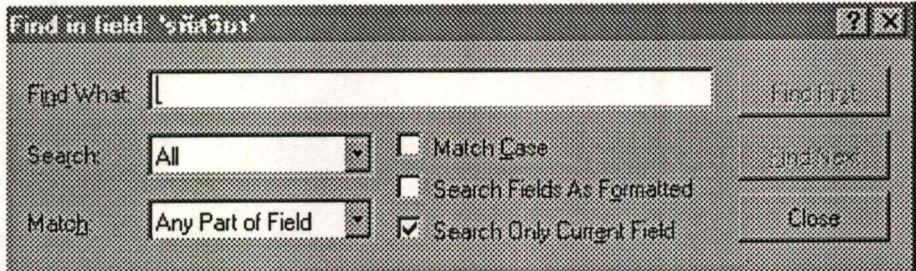 Find in field: 'รหัสวิชา'
Find What:
Find First
Search: All
Match Case
Find Next
Search Fields As Formatted
Match: Any Part of Field
Search Only Current Field
Close